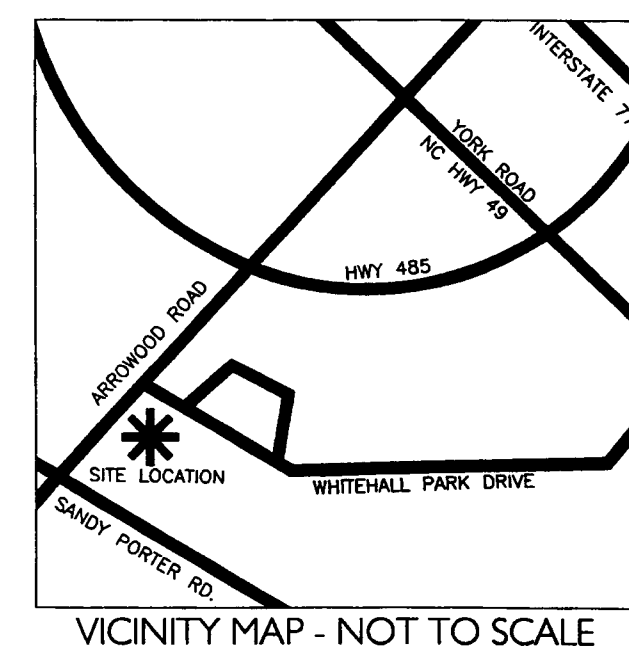 INTERSTATE 77
YORK ROAD
NC HWY 49
HWY 485
ARROWOOD ROAD
SITE LOCATION
WHITEHALL PARK DRIVE
SANDY PORTER RD.
VICINITY MAP - NOT TO SCALE